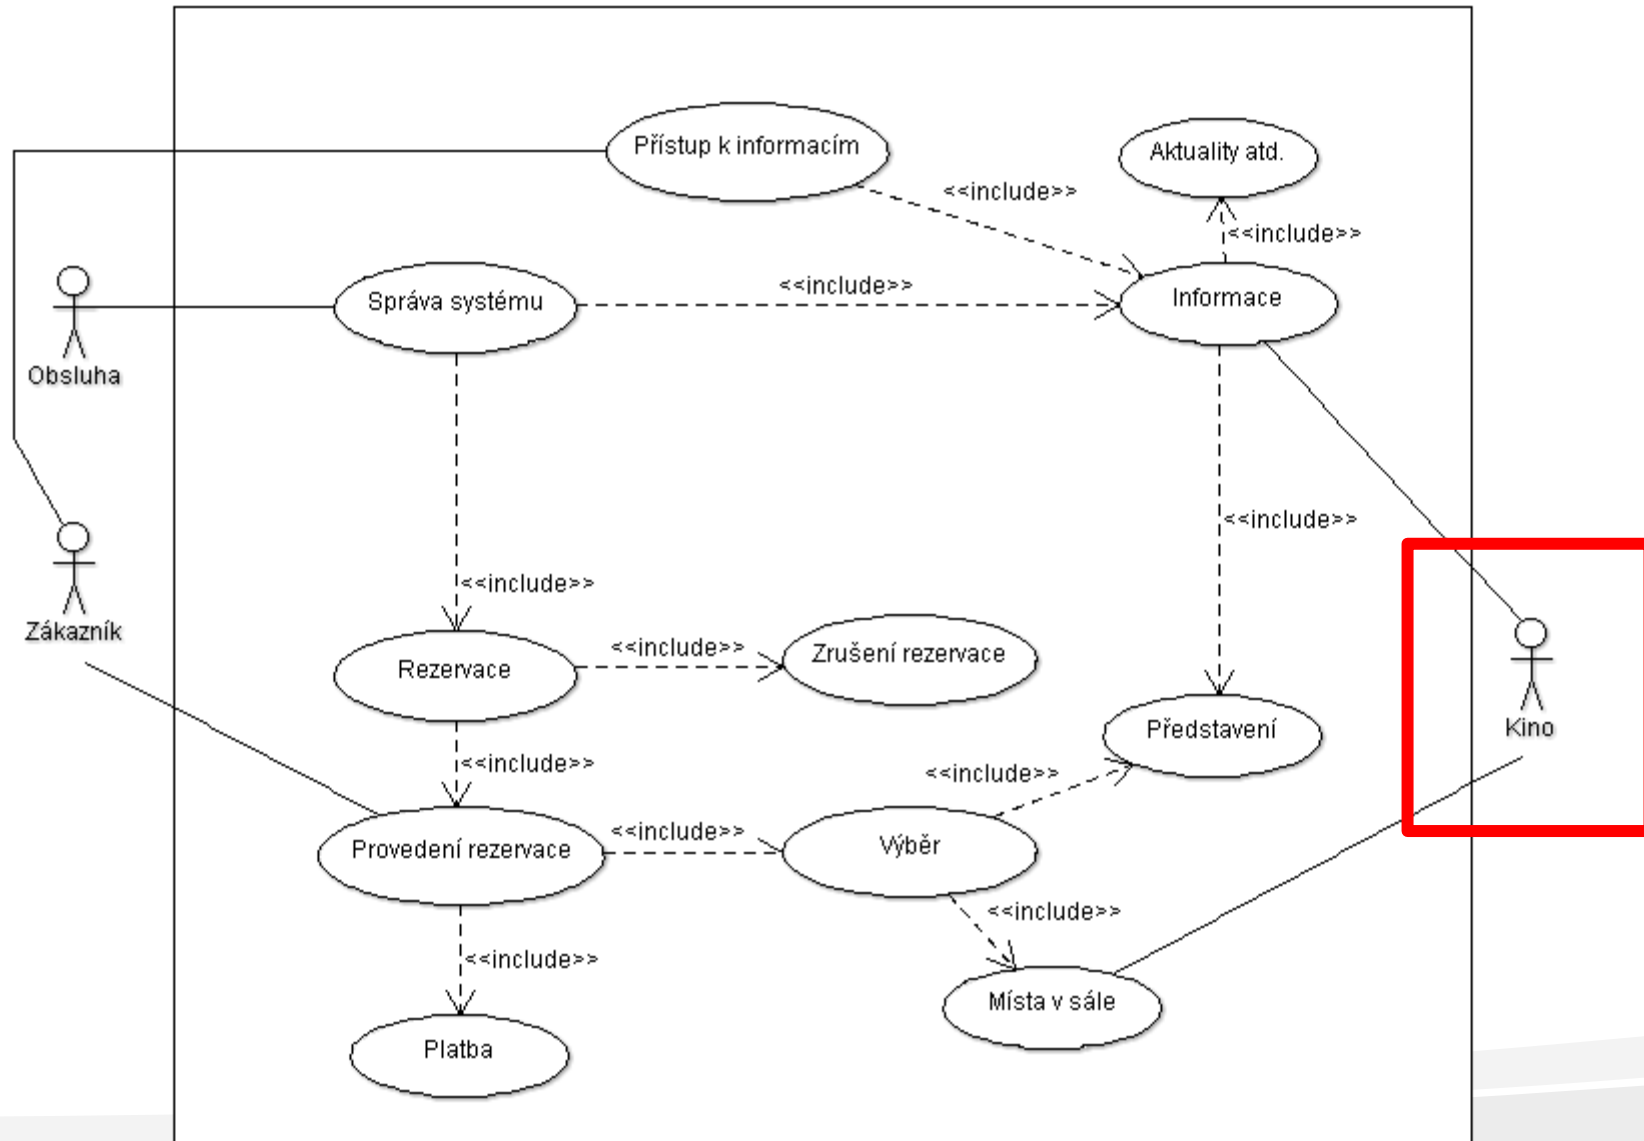 Přístup k informacím
Aktuality atd.
<<include>>
<<include>>
<<include>>
Správa systému
Informace
Obsluha
<<include>>
<<include>>
Zákazník
<<include>>
Zrušení rezervace
Rezervace
Kino
Představení
<<include>>
<<include>>
<<include>>
Provedení rezervace
Výběr
<<include>>
<<include>>
Místa v sále
Platba